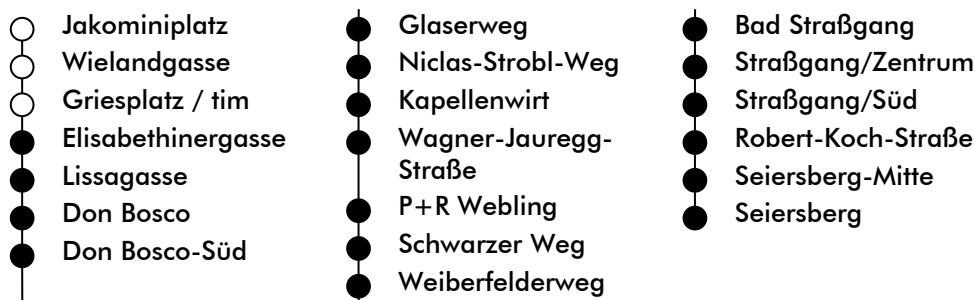 Jakominiplatz
Wielandgasse
Griesplatz / tim
Elisabethinergasse
Lissagasse
Don Bosco
Don Bosco-Süd
Glaserweg
Niclas-Strobl-Weg
Kapellenwirt
Wagner-Jauregg-
Straße
P+R Webling
Schwarzer Weg
Weiberfelderweg
Bad Straßgang
Straßgang/Zentrum
Straßgang/Süd
Robert-Koch-Straße
Seiersberg-Mitte
Seiersberg